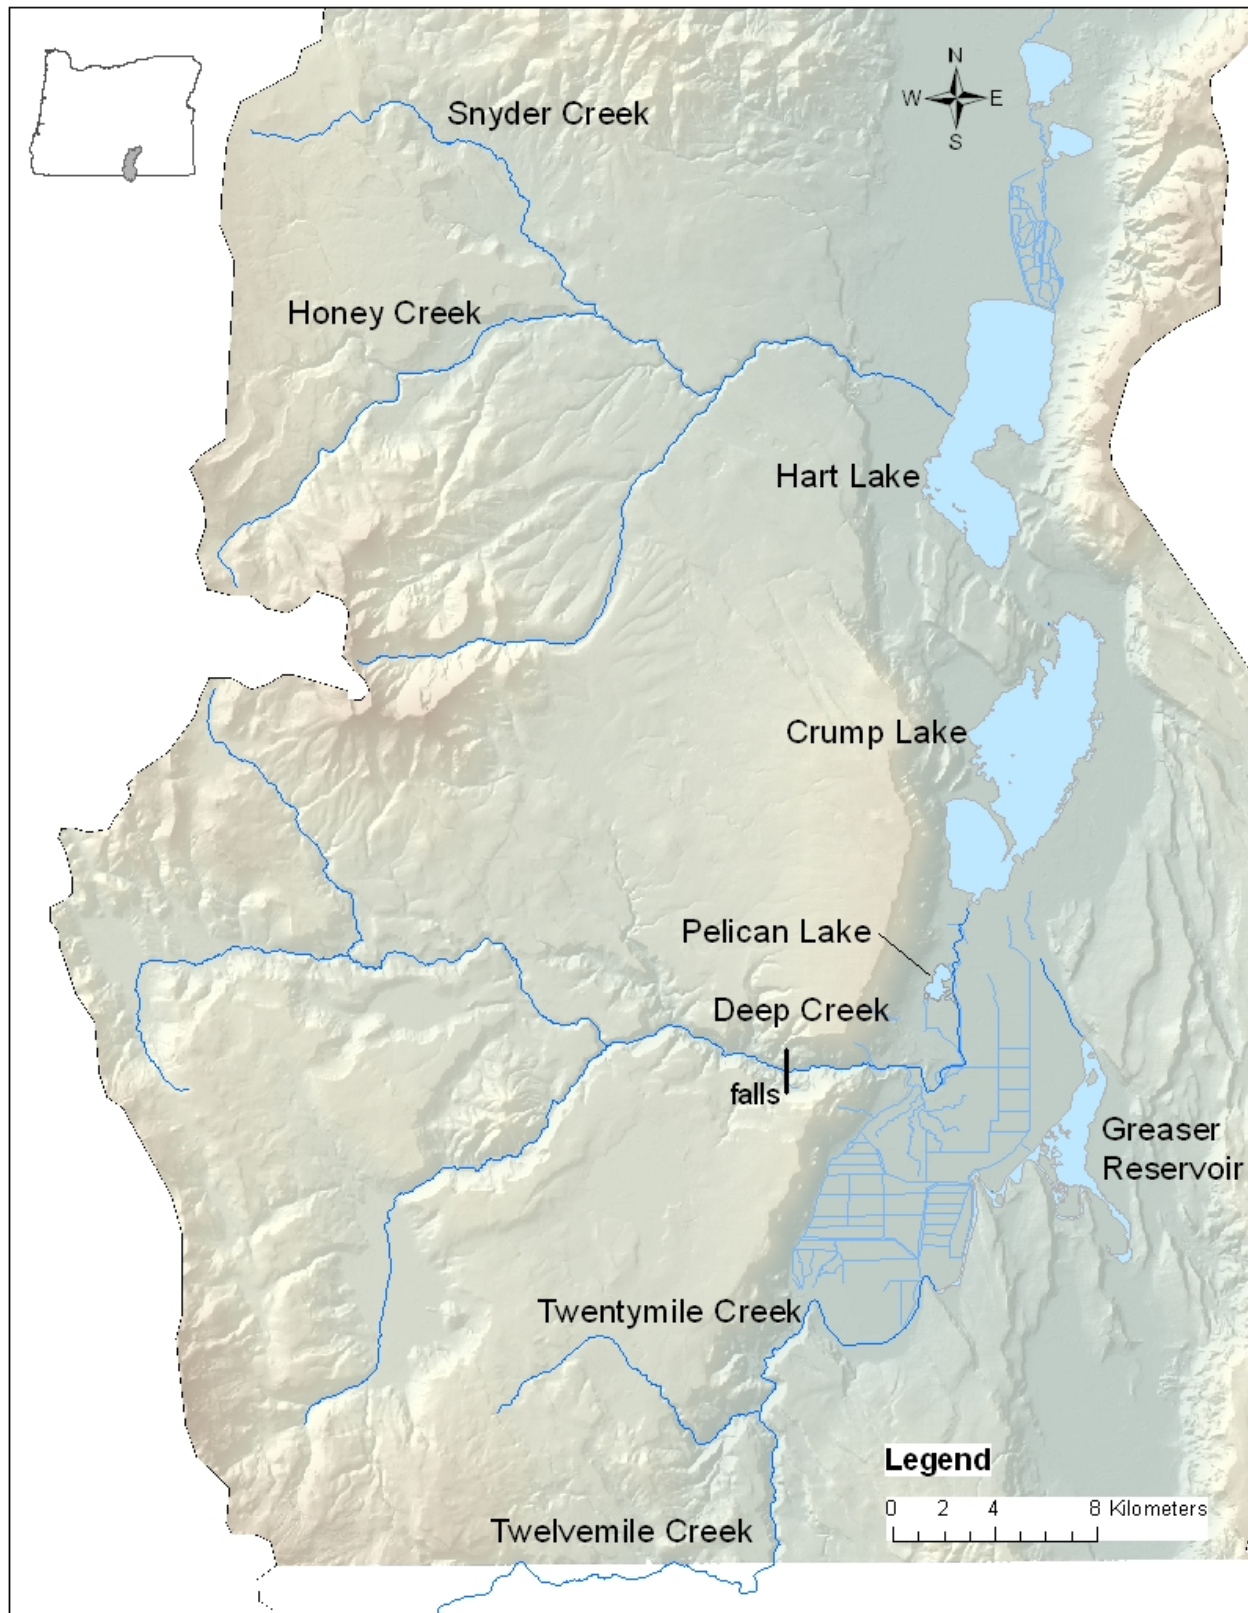 N
W E
S
Snyder Creek
Honey Creek
Hart Lake
Crump Lake
Pelican Lake
Deep Creek
falls
Greaser
Reservoir
Twentymile Creek
Legend
0 2 4 8 Kilometers
Twelvemile Creek